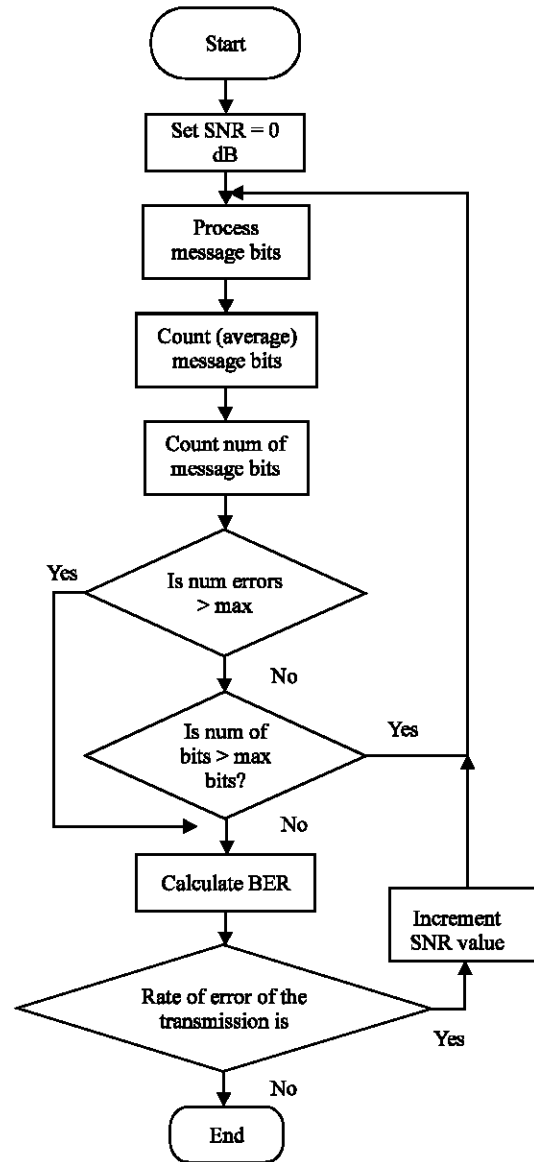 Start
Set SNR = 0
dB
Process
message bits
Count (average)
message bits
Count num of
message bits
Yes
Is num errors
> max
No
Is num of
bits > max
bits?
Yes
No
Calculate BER
Increment
SNR value
Rate of error of the
transmission is
Yes
No
End